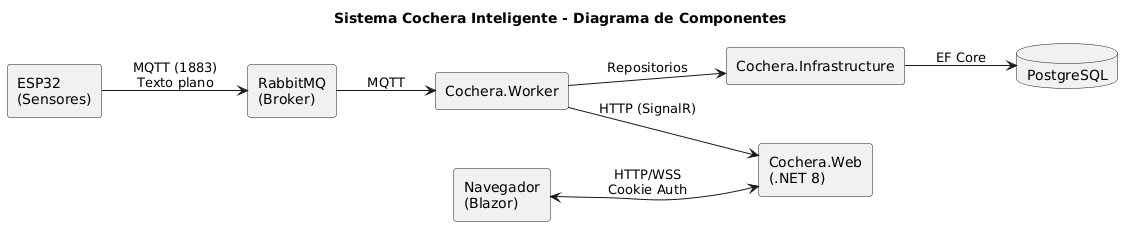 Sistema Cochera Inteligente - Diagrama de Componentes
ESP32
(Sensores)
MQTT (1883)
Texto plano
RabbitMQ
(Broker)
MQTT
Cochera.Worker
Repositorios
Cochera.Infrastructure
EF Core
PostgreSQL
HTTP (SignalR)
Cochera.Web
(.NET 8)
Navegador
(Blazor)
HTTP/WSS
Cookie Auth